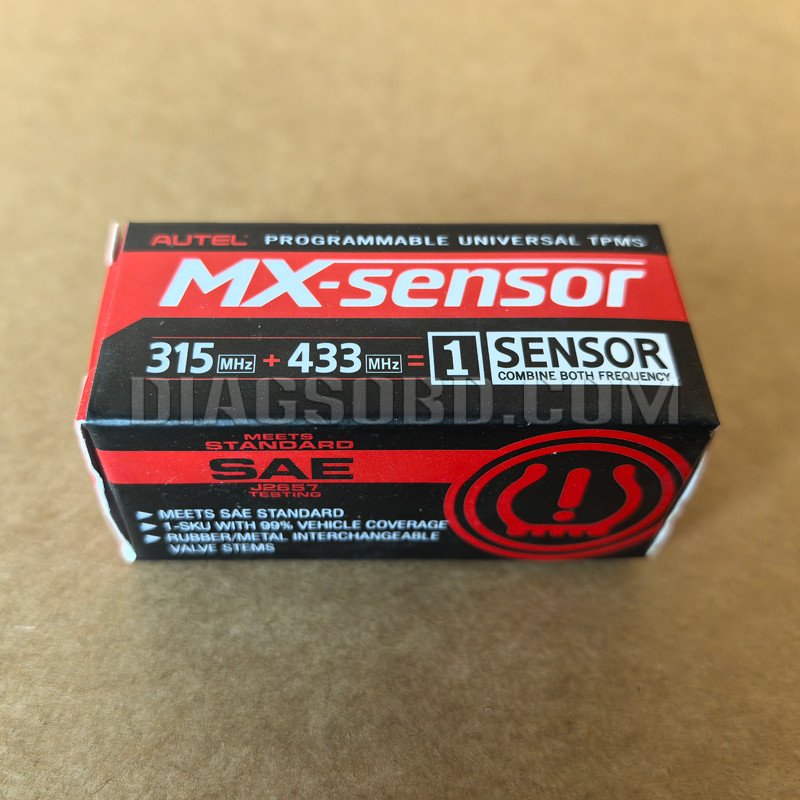 AUTEL PROGRAMMABLE UNIVERSAL TPMS
MX-sensor
315 MHz + 433 MHz = 1 SENSOR
COMBINE BOTH FREQUENCY
DIAGSOBD.COM
MEETS
STANDARD
SAE
J2657
TESTING
MEETS SAE STANDARD
1-SKU WITH 99% VEHICLE COVERAGE
RUBBER/METAL INTERCHANGEABLE
VALVE STEMS